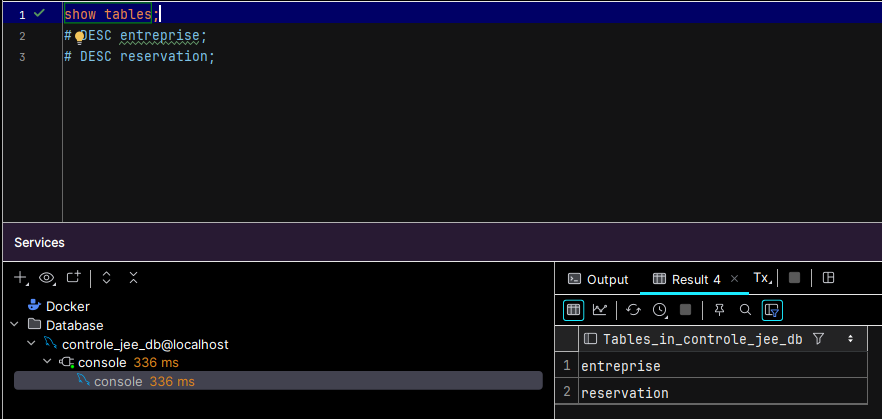 1 show tables;
2 # DESC entreprise;
3 # DESC reservation;
Services
Docker
Database
controle_jee_db@localhost
console 336 ms
console 336 ms
Output Result 4 Tx
Tables_in_controle_jee_db
1 entreprise
2 reservation